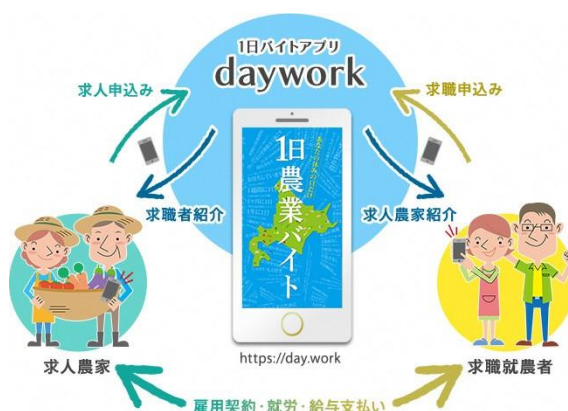 1日バイトアプリ
daywork
求人申込み
求職申込み
求職者紹介
求人農家紹介
あなたの休みの日だけ
1日農業バイト
https://day.work
求人農家
求職就農者
雇用契約・就労・給与支払い